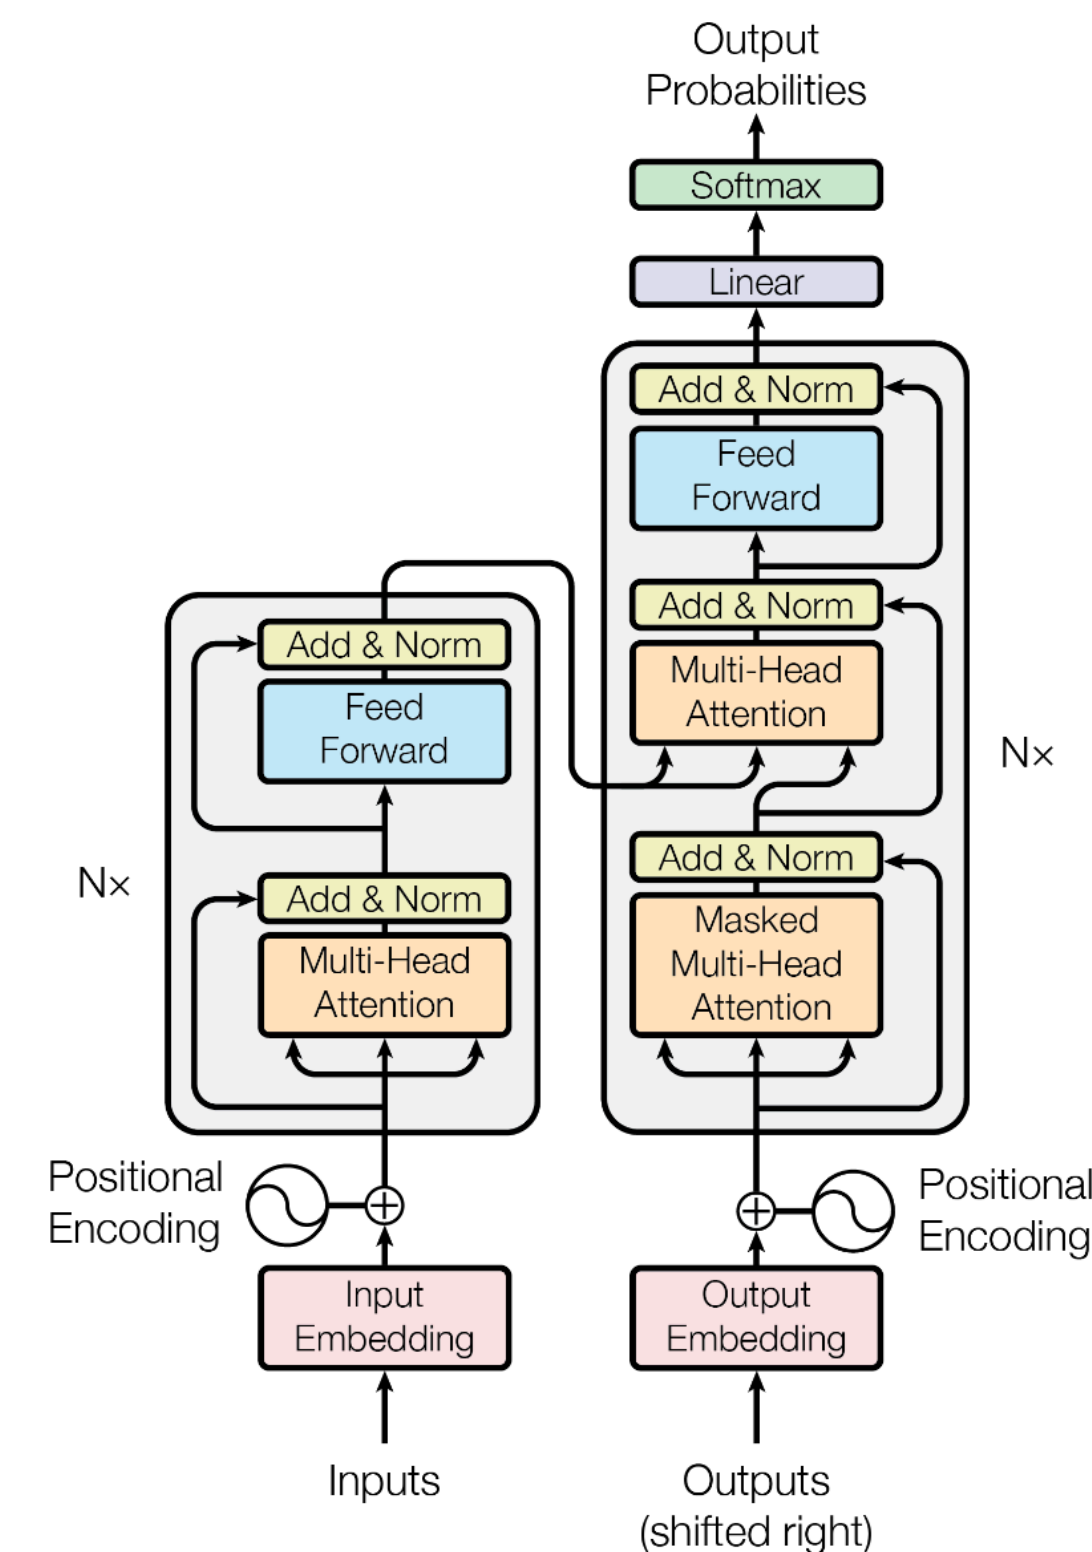 Output
Probabilities
Softmax
Linear
Add & Norm
Feed
Forward
Add & Norm
Multi-Head
Attention
Add & Norm
Masked
Multi-Head
Attention
N×
Add & Norm
Feed
Forward
Add & Norm
Multi-Head
Attention
N×
Positional
Encoding
Positional
Encoding
Input
Embedding
Output
Embedding
Inputs
Outputs
(shifted right)